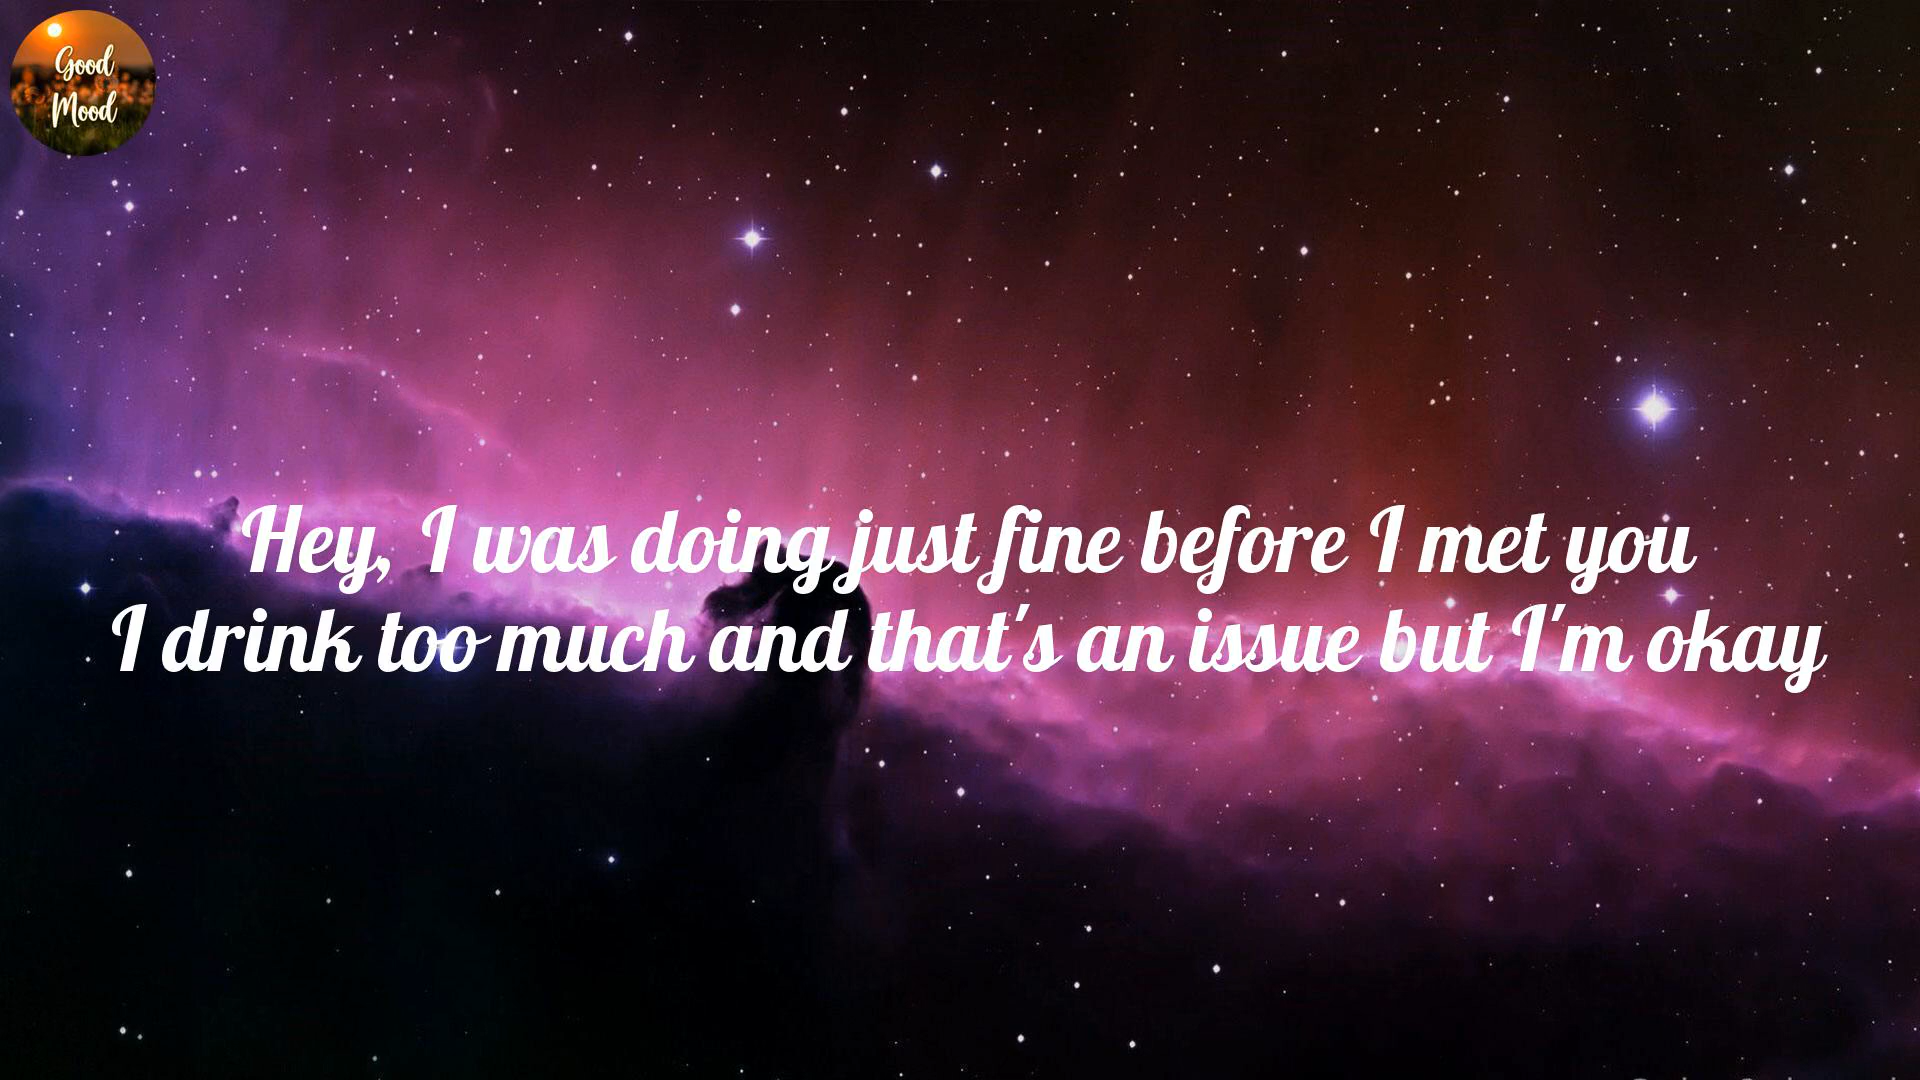 Good
Mood
Hey, I was doing just fine before I met you
I drink too much and that's an issue but I'm okay